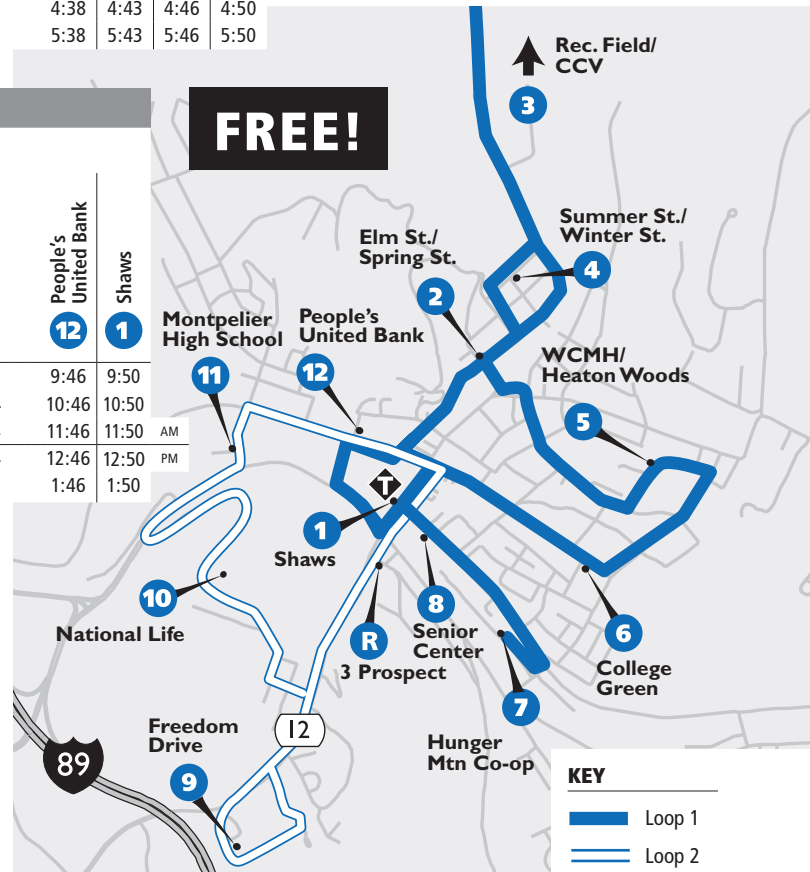 4:38 4:43 4:46 4:50
5:38 5:43 5:46 5:50
People's
United Bank
Shaws
12 1
9:46 9:50
10:46 10:50
11:46 11:50 AM
12:46 12:50 PM
1:46 1:50
FREE!
Rec. Field/
CCV
3
Summer St./
Winter St.
4
Elm St./
Spring St.
2
Montpelier
High School
11
People's
United Bank
12
WCMH/
Heaton Woods
5
T
1
Shaws
10
National Life
R
3 Prospect
8
Senior
Center
6
College
Green
7
Hunger
Mtn Co-op
12
Freedom
Drive
9
89
KEY
Loop 1
Loop 2